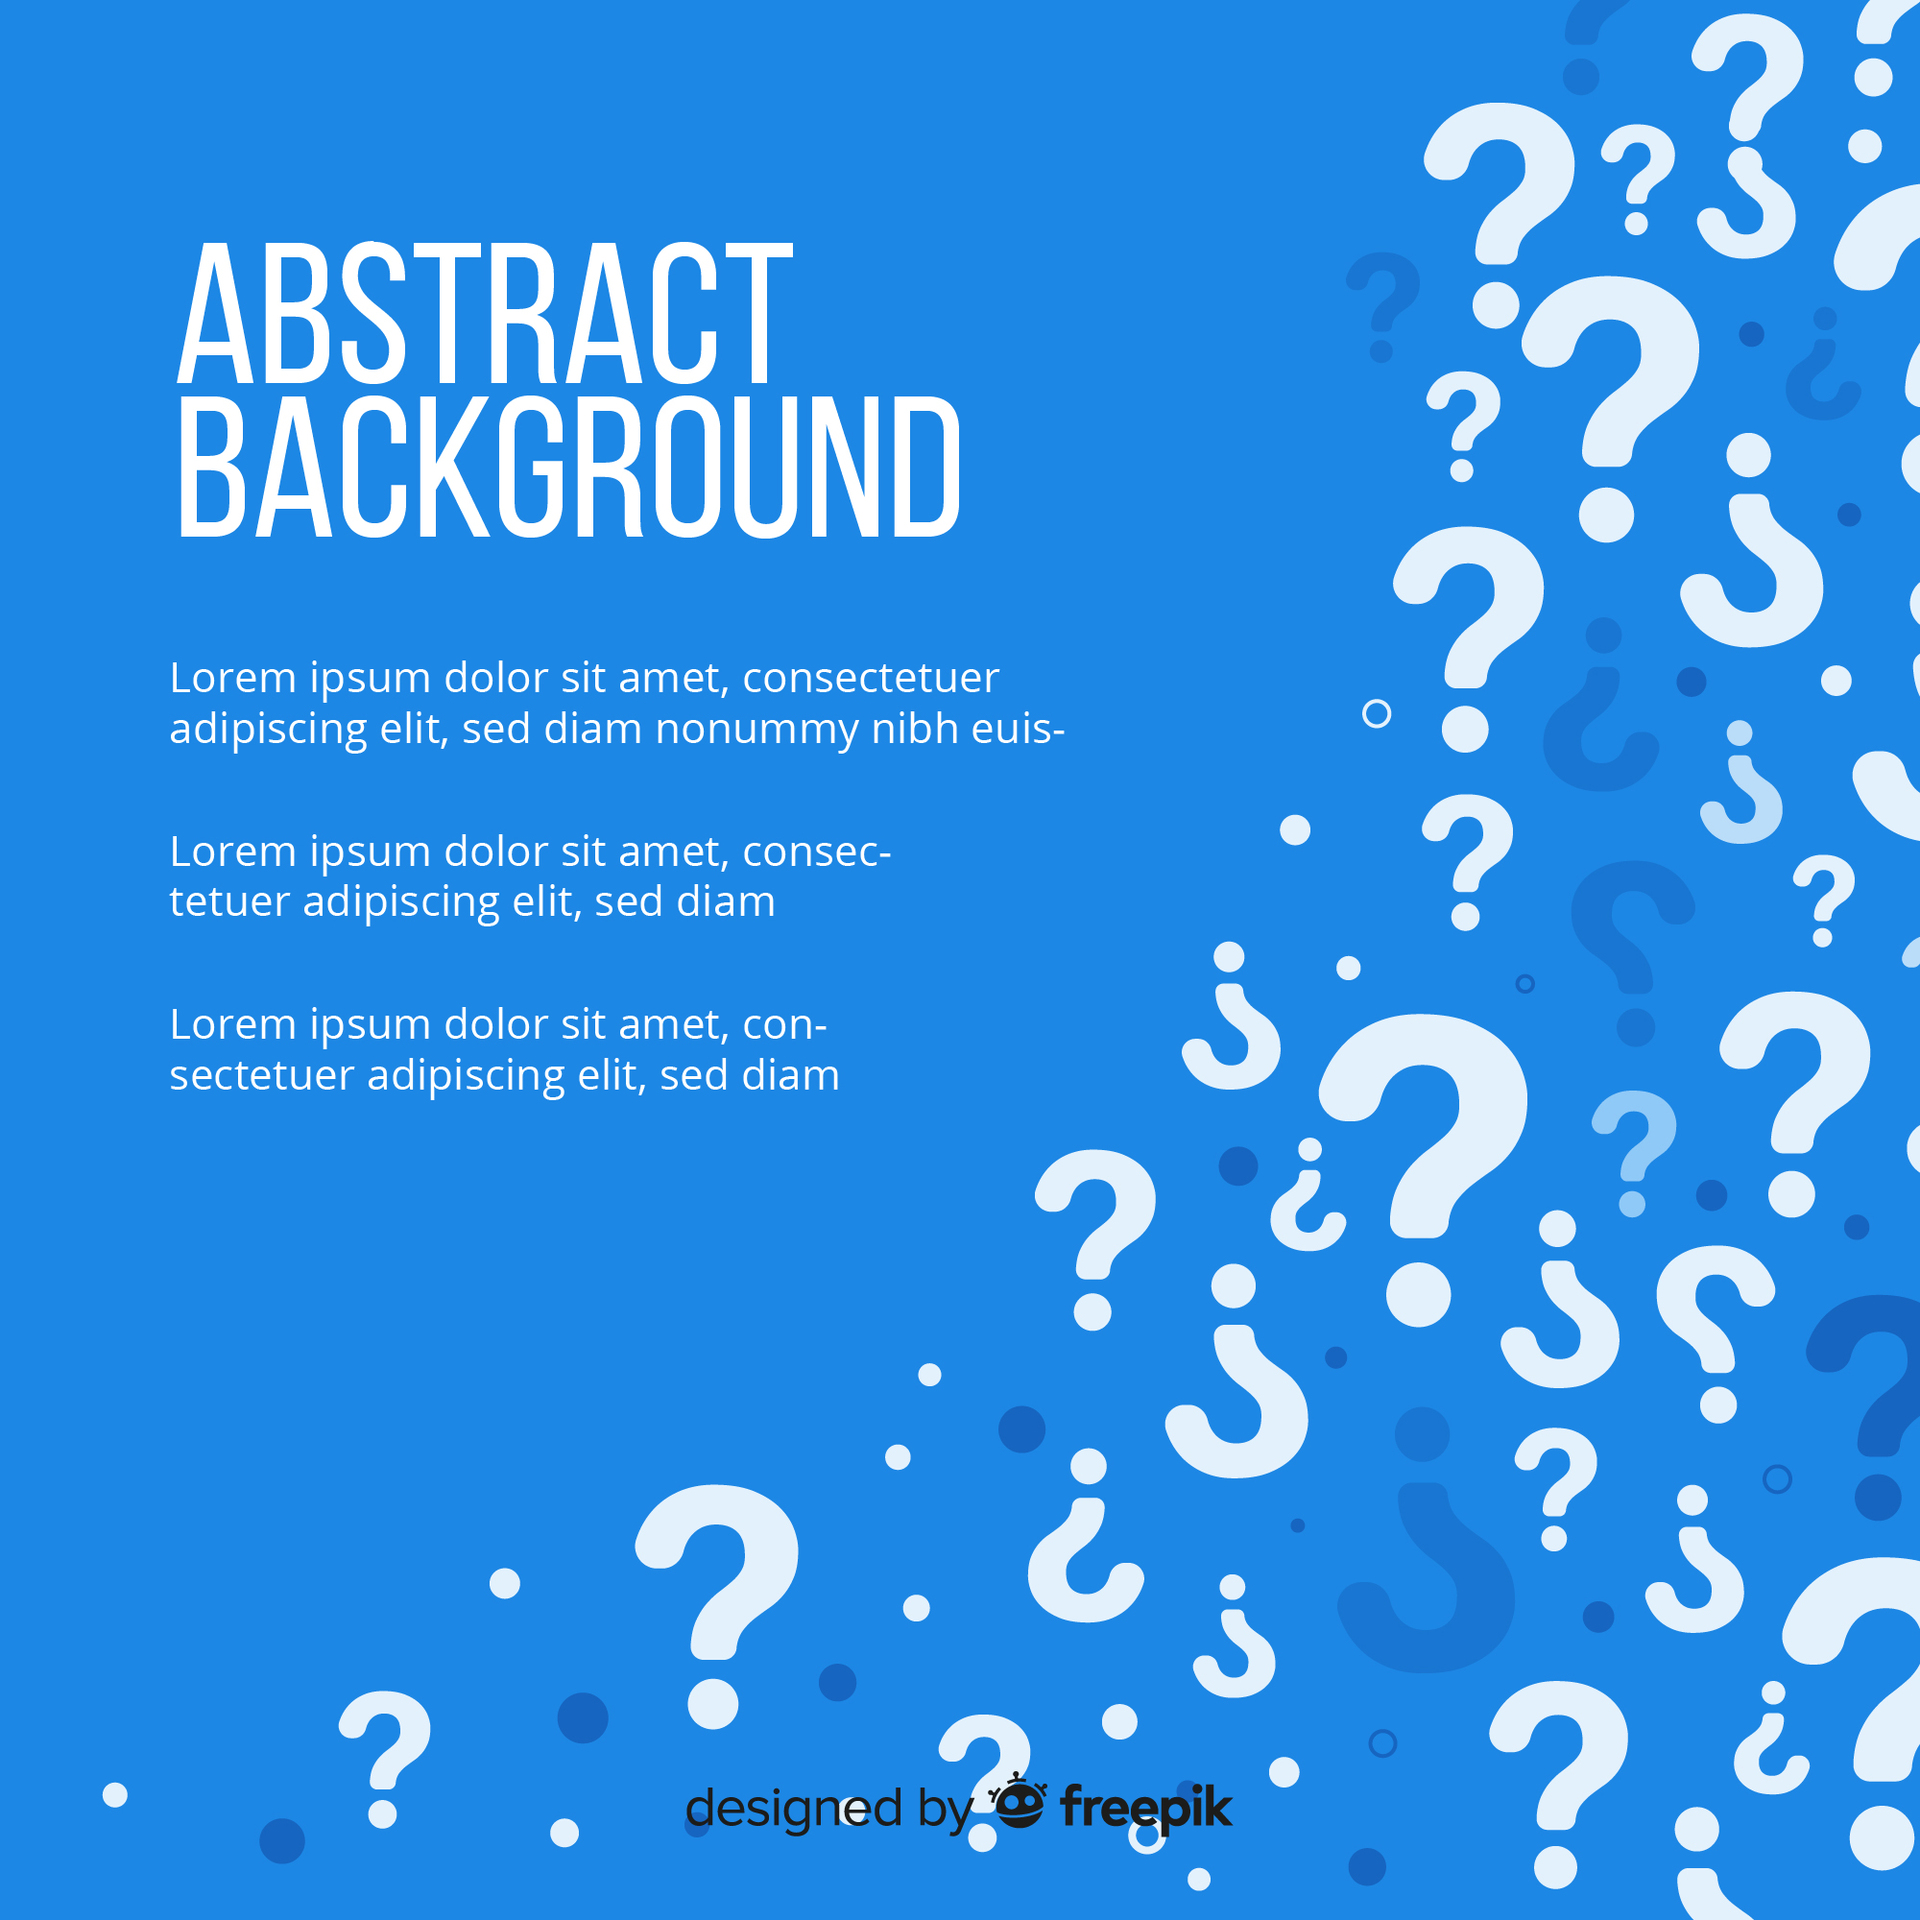 ABSTRACT
BACKGROUND
Lorem ipsum dolor sit amet, consectetuer
adipiscing elit, sed diam nonummy nibh euis-
Lorem ipsum dolor sit amet, consec-
tetuer adipiscing elit, sed diam
Lorem ipsum dolor sit amet, con-
sectetuer adipiscing elit, sed diam
designed by freepik